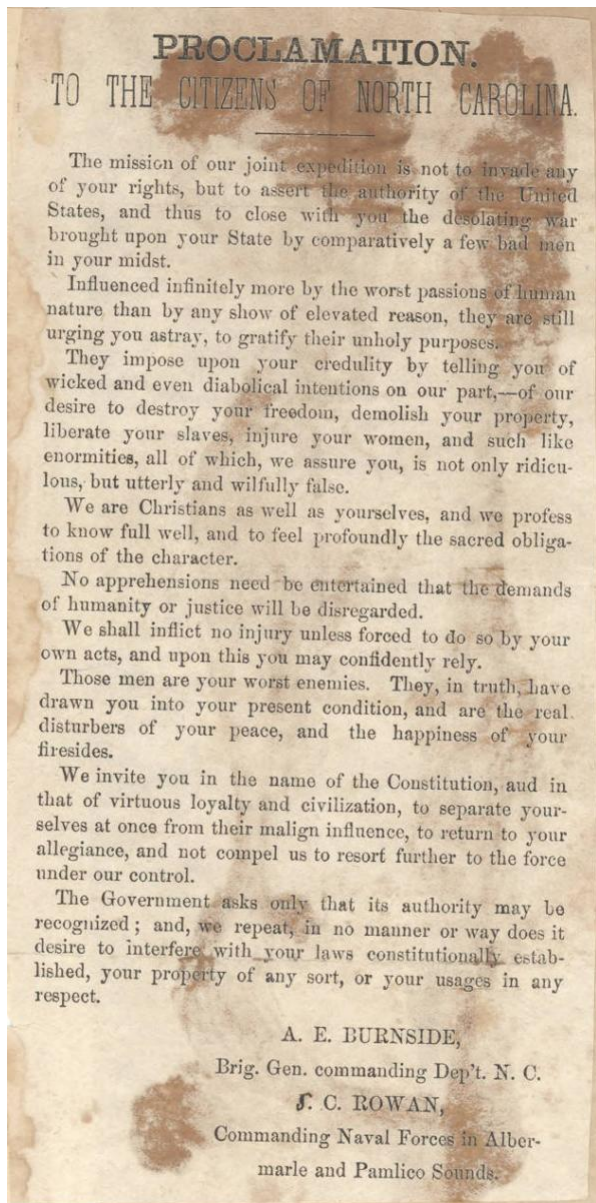 PROCLAMATION.
TO THE CITIZENS OF NORTH CAROLINA.
The mission of our joint expedition is not to invade any
of your rights, but to assert the authority of the United
States, and thus to close with you the desolating war
brought upon your State by comparatively a few bad men
in your midst.
Influenced infinitely more by the worst passions of human
nature than by any show of elevated reason, they are still
urging you astray, to gratify their unholy purposes.
They impose upon your credulity by telling you of
wicked and even diabolical intentions on our part,—of our
desire to destroy your freedom, demolish your property,
liberate your slaves, injure your women, and such like
enormities, all of which, we assure you, is not only ridicu-
lous, but utterly and wilfully false.
We are Christians as well as yourselves, and we profess
to know full well, and to feel profoundly the sacred obliga-
tions of the character.
No apprehensions need be entertained that the demands
of humanity or justice will be disregarded.
We shall inflict no injury unless forced to do so by your
own acts, and upon this you may confidently rely.
Those men are your worst enemies. They, in truth, have
drawn you into your present condition, and are the real
disturbers of your peace, and the happiness of your
firesides.
We invite you in the name of the Constitution, aud in
that of virtuous loyalty and civilization, to separate your-
selves at once from their malign influence, to return to your
allegiance, and not compel us to resort further to the force
under our control.
The Government asks only that its authority may be
recognized; and, we repeat, in no manner or way does it
desire to interfere with your laws constitutionally estab-
lished, your property of any sort, or your usages in any
respect.
A. E. BURNSIDE,
Brig. Gen. commanding Dep't. N. C.
S. C. ROWAN,
Commanding Naval Forces in Alber-
marle and Pamlico Sounds.